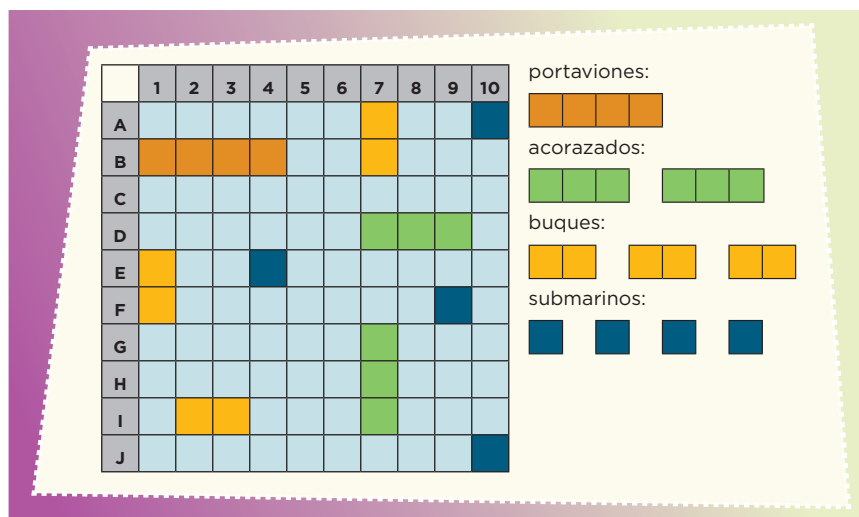 1 2 3 4 5 6 7 8 9 10
A
B
C
D
E
F
G
H
I
J
portaviones:
acorazados:
buques:
submarinos: